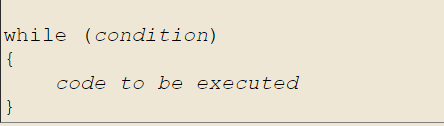 while (condition)
{
    code to be executed
}